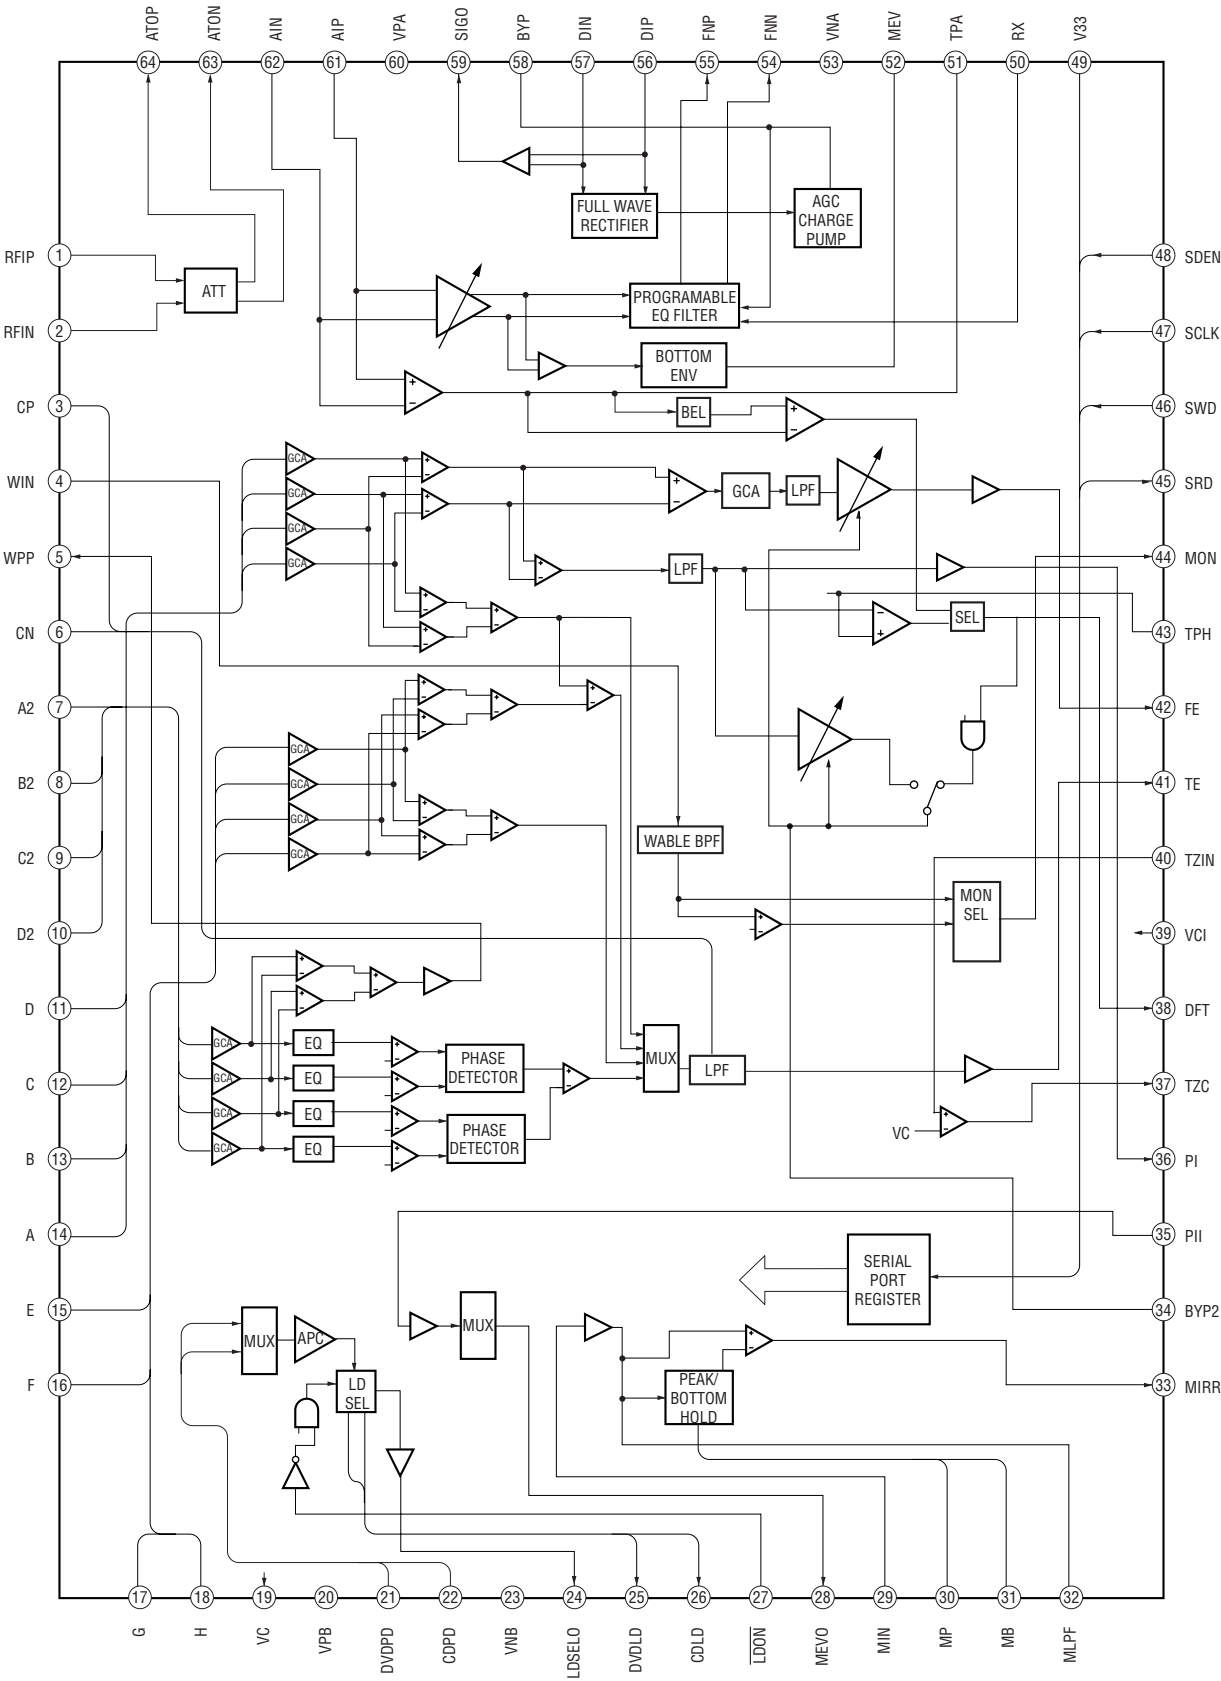 ATOP
ATON
AIN
AIP
VPA
SIGO
BYP
DIN
DIP
FNP
FNN
VNA
MEV
TPA
RX
V33
64
63
62
61
60
59
58
57
56
55
54
53
52
51
50
49
RFIP
1
RFIN
2
CP
3
WIN
4
WPP
5
CN
6
A2
7
B2
8
C2
9
D2
10
D
11
C
12
B
13
A
14
E
15
F
16
48 SDEN
47 SCLK
46 SWD
45 SRD
44 MON
43 TPH
42 FE
41 TE
40 TZIN
39 VCI
38 DFT
37 TZC
36 PI
35 PII
34 BYP2
33 MIRR
ATT
FULL WAVE
RECTIFIER
AGC
CHARGE
PUMP
PROGRAMABLE
EQ FILTER
BOTTOM
ENV
+
−
BEL
+
−
GCA
GCA
GCA
GCA
+
−
+
−
+
−
GCA
LPF
+
−
LPF
+
−
+
−
+
−
−
+
SEL
+
−
+
−
+
−
+
−
GCA
GCA
GCA
GCA
+
−
+
−
+
−
WABLE BPF
MON
SEL
+
−
+
−
+
−
+
−
GCA
GCA
GCA
GCA
EQ
EQ
EQ
EQ
+
−
+
−
+
−
+
−
PHASE
DETECTOR
PHASE
DETECTOR
+
−
MUX
LPF
VC
+
−
SERIAL
PORT
REGISTER
MUX
APC
LD
SEL
MUX
+
−
PEAK/
BOTTOM
HOLD
17
18
19
20
21
22
23
24
25
26
27
28
29
30
31
32
G
H
VC
VPB
DVDPD
CDPD
VNB
LDSELO
DVDLD
CDLD
LDON
MEVO
MIN
MP
MB
MLPF